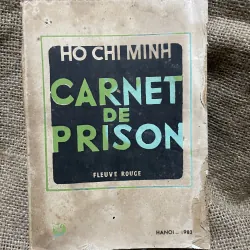 HO CHI MINH
CARNET
DE
PRISON
FLEUVE ROUGE
HANOI - 1983